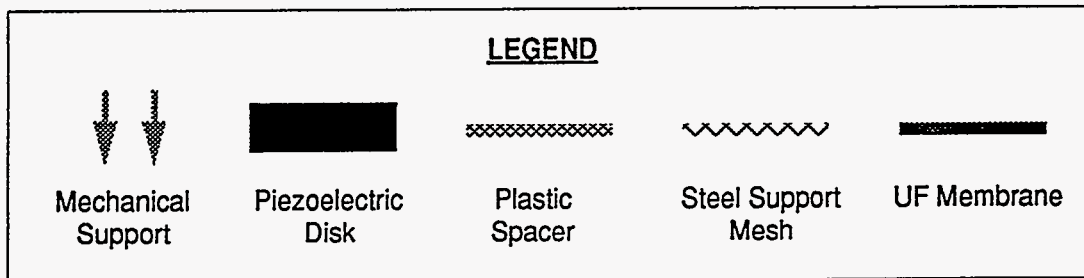 LEGEND
Mechanical
Support
Piezoelectric
Disk
Plastic
Spacer
Steel Support
Mesh
UF Membrane